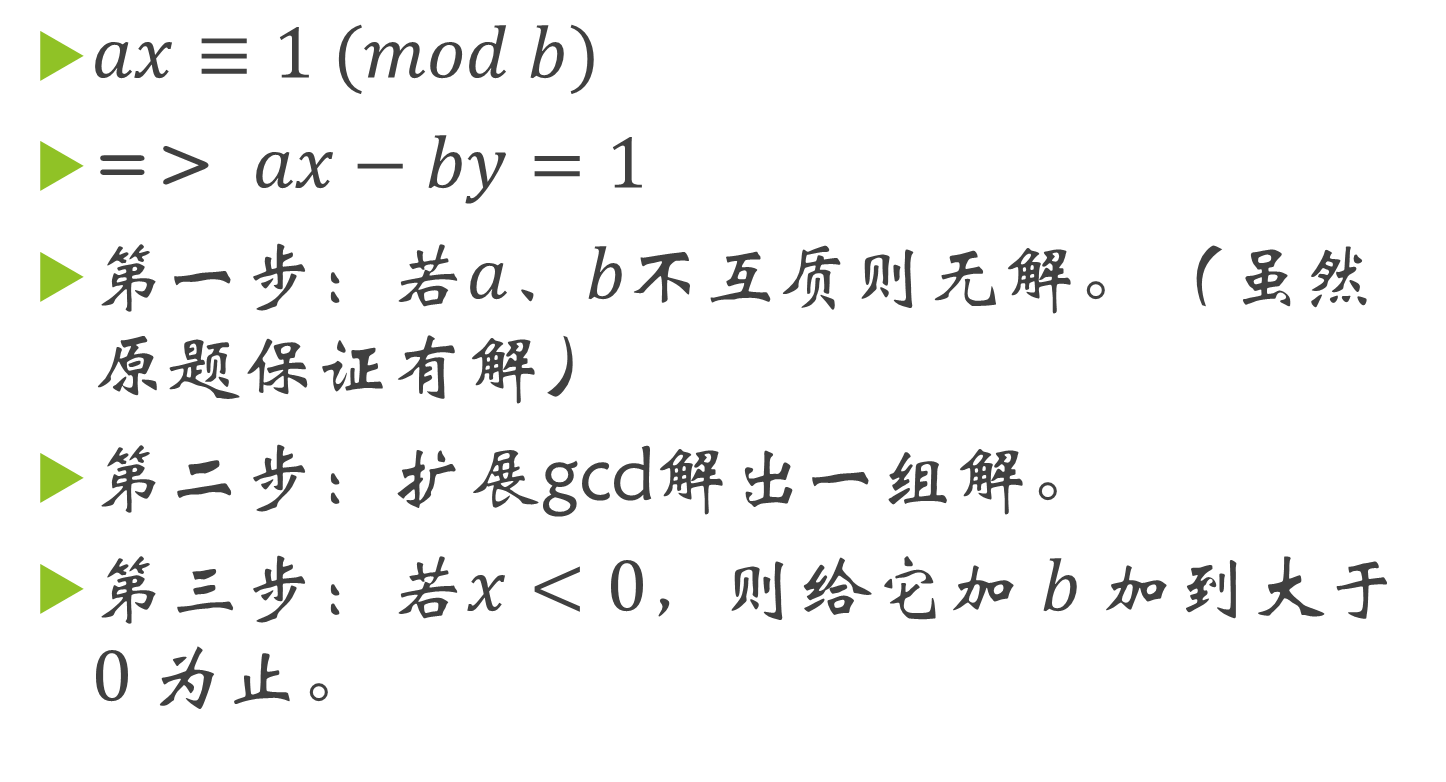 ax ≡ 1 (mod b)
=> ax − by = 1
第一步：若a、b不互质则无解。（虽然
原题保证有解）
第二步：扩展gcd解出一组解。
第三步：若x < 0，则给它加 b 加到大于
0 为止。